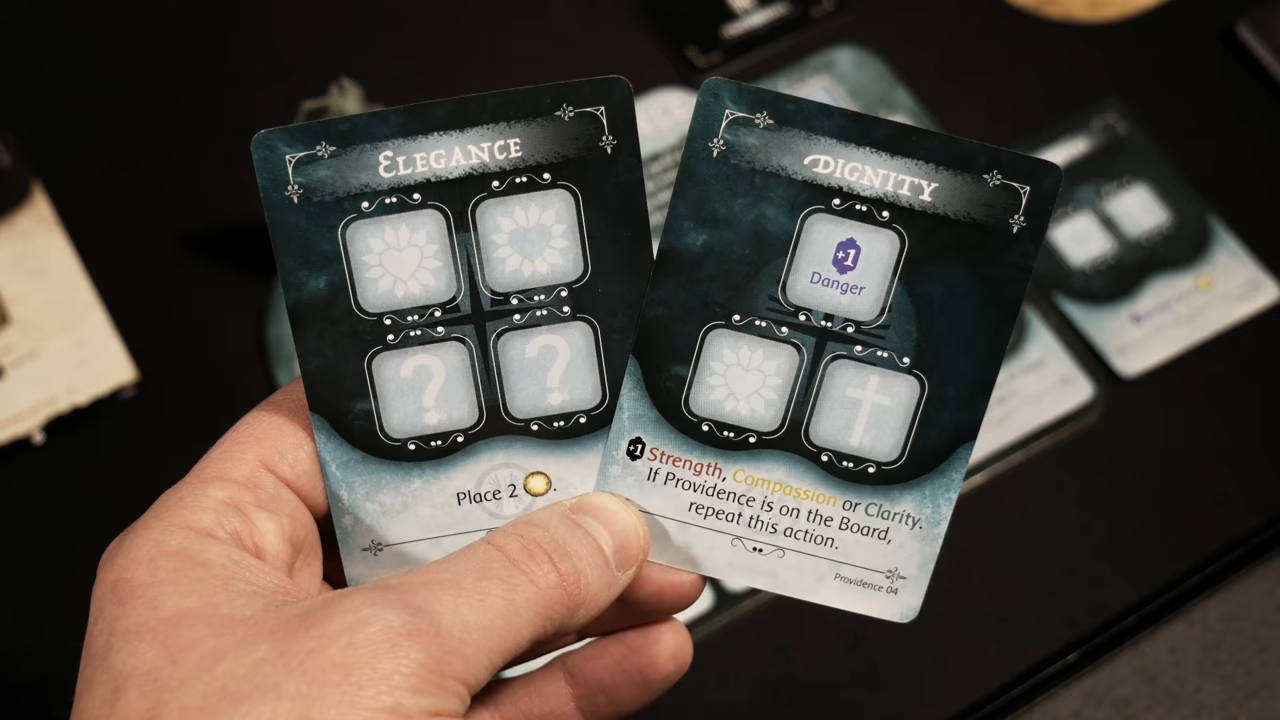 ELEGANCE
?
?
Place 2 .
DIGNITY
+1
Danger
+1 Strength, Compassion or Clarity.
If Providence is on the Board,
repeat this action.
Providence 04